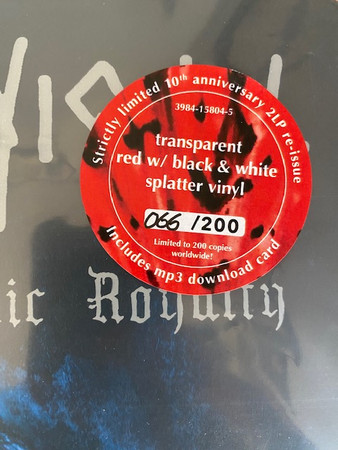 Strictly limited 10th anniversary 2LP re-issue
3984-15804-5
transparent
red w/ black & white
splatter vinyl
066 /200
Limited to 200 copies
worldwide!
Includes mp3 download card
nic Royalty